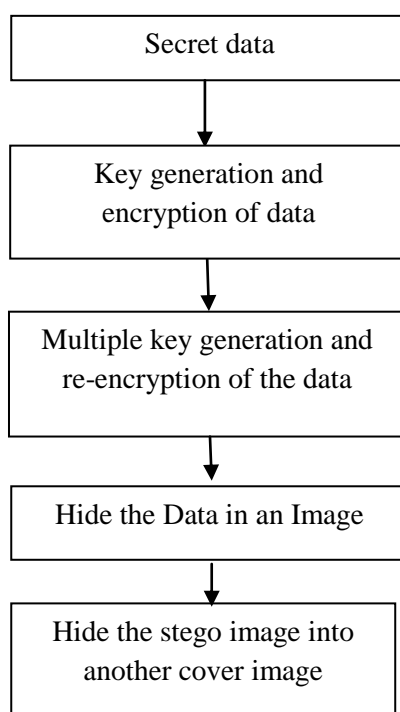 Secret data
Key generation and
encryption of data
Multiple key generation and
re-encryption of the data
Hide the Data in an Image
Hide the stego image into
another cover image